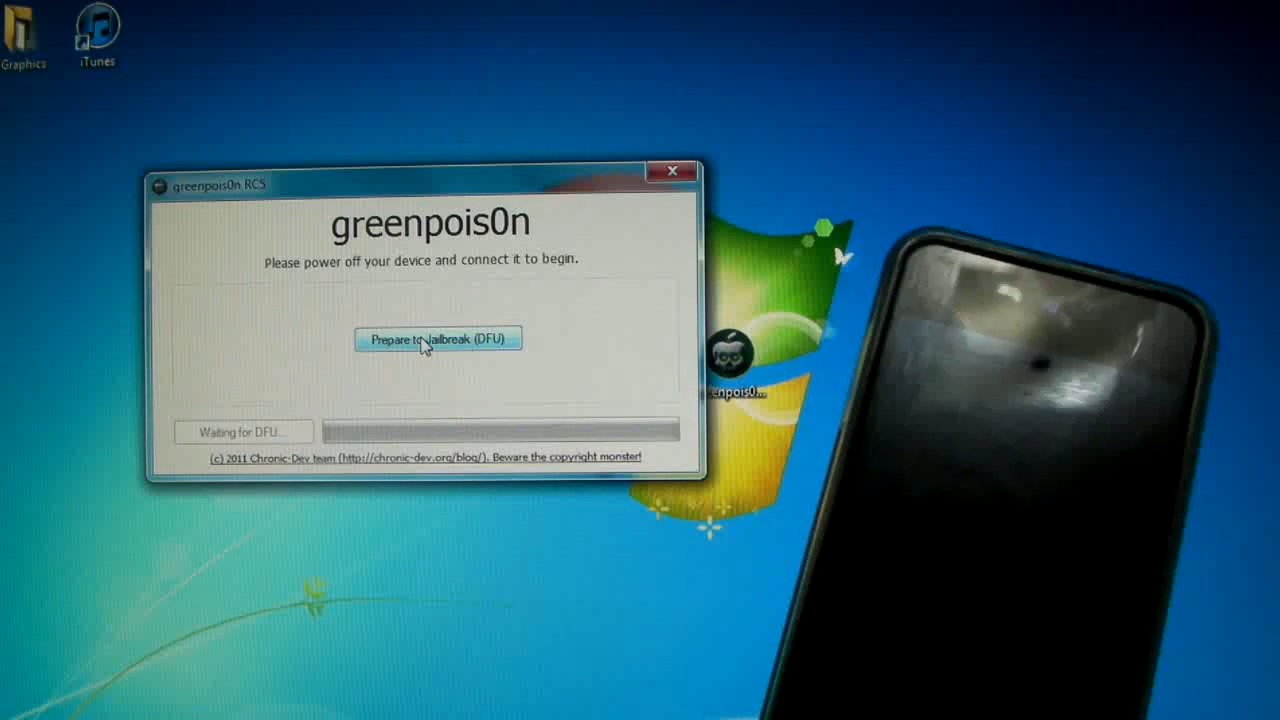 Graphics
iTunes
greenpois0n RC5
greenpois0n
Please power off your device and connect it to begin.
Prepare to Jailbreak (DFU)
Waiting for DFU...
(c) 2011 Chronic-Dev team (http://chronic-dev.org/blog/). Beware the copyright monster!
enpois0...